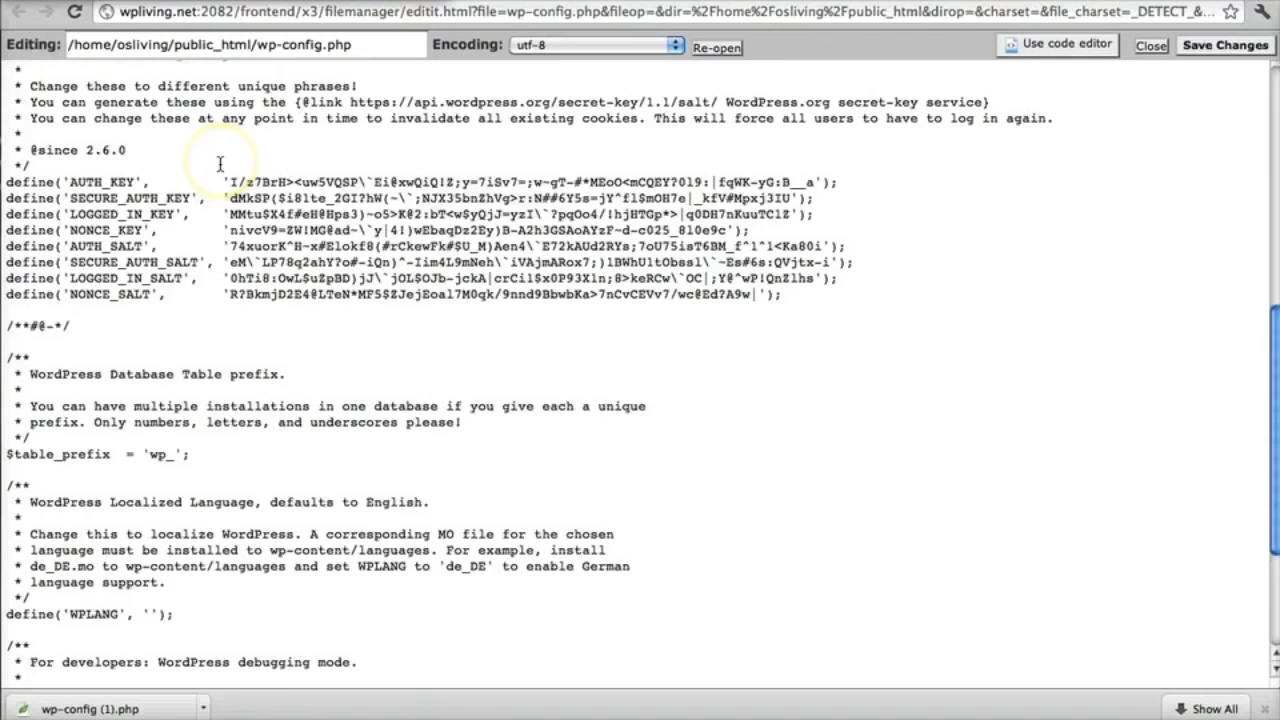 wpliving.net:2082/frontend/x3/filemanager/editit.html?file=wp-config.php&fileop=&dir=%2Fhome%2Fosliving%2Fpublic_html&dirop=&charset=&file_charset=_DETECT_&...
Editing: /home/osliving/public_html/wp-config.php Encoding: utf-8 Re-open Use code editor Close Save Changes
*
* Change these to different unique phrases!
* You can generate these using the {@link https://api.wordpress.org/secret-key/1.1/salt/ WordPress.org secret-key service}
* You can change these at any point in time to invalidate all existing cookies. This will force all users to have to log in again.
*
* @since 2.6.0
*/
define('AUTH_KEY',
define('SECURE_AUTH_KEY',
define('LOGGED_IN_KEY',
define('NONCE_KEY',
define('AUTH_SALT',
define('SECURE_AUTH_SALT',
define('LOGGED_IN_SALT',
define('NONCE_SALT',
/**#@-*/
/**
* WordPress Database Table prefix.
*
* You can have multiple installations in one database if you give each a unique
* prefix. Only numbers, letters, and underscores please!
*/
$table_prefix = 'wp_';
/**
* WordPress Localized Language, defaults to English.
*
* Change this to localize WordPress. A corresponding MO file for the chosen
* language must be installed to wp-content/languages. For example, install
* de_DE.mo to wp-content/languages and set WPLANG to 'de_DE' to enable German
* language support.
*/
define('WPLANG', '');
/**
* For developers: WordPress debugging mode.
*
wp-config (1).php Show All